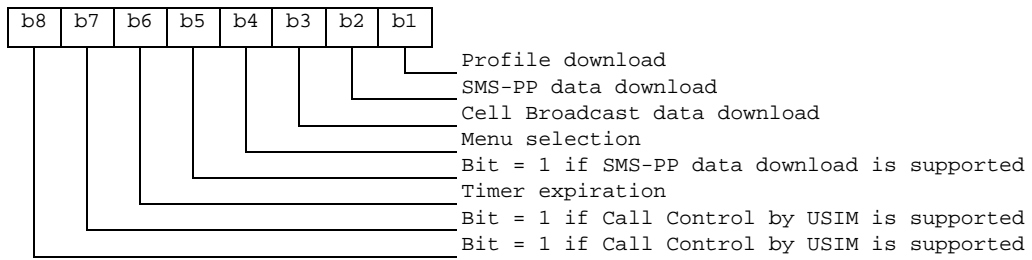 b8 b7 b6 b5 b4 b3 b2 b1
Profile download
SMS-PP data download
Cell Broadcast data download
Menu selection
Bit = 1 if SMS-PP data download is supported
Timer expiration
Bit = 1 if Call Control by USIM is supported
Bit = 1 if Call Control by USIM is supported